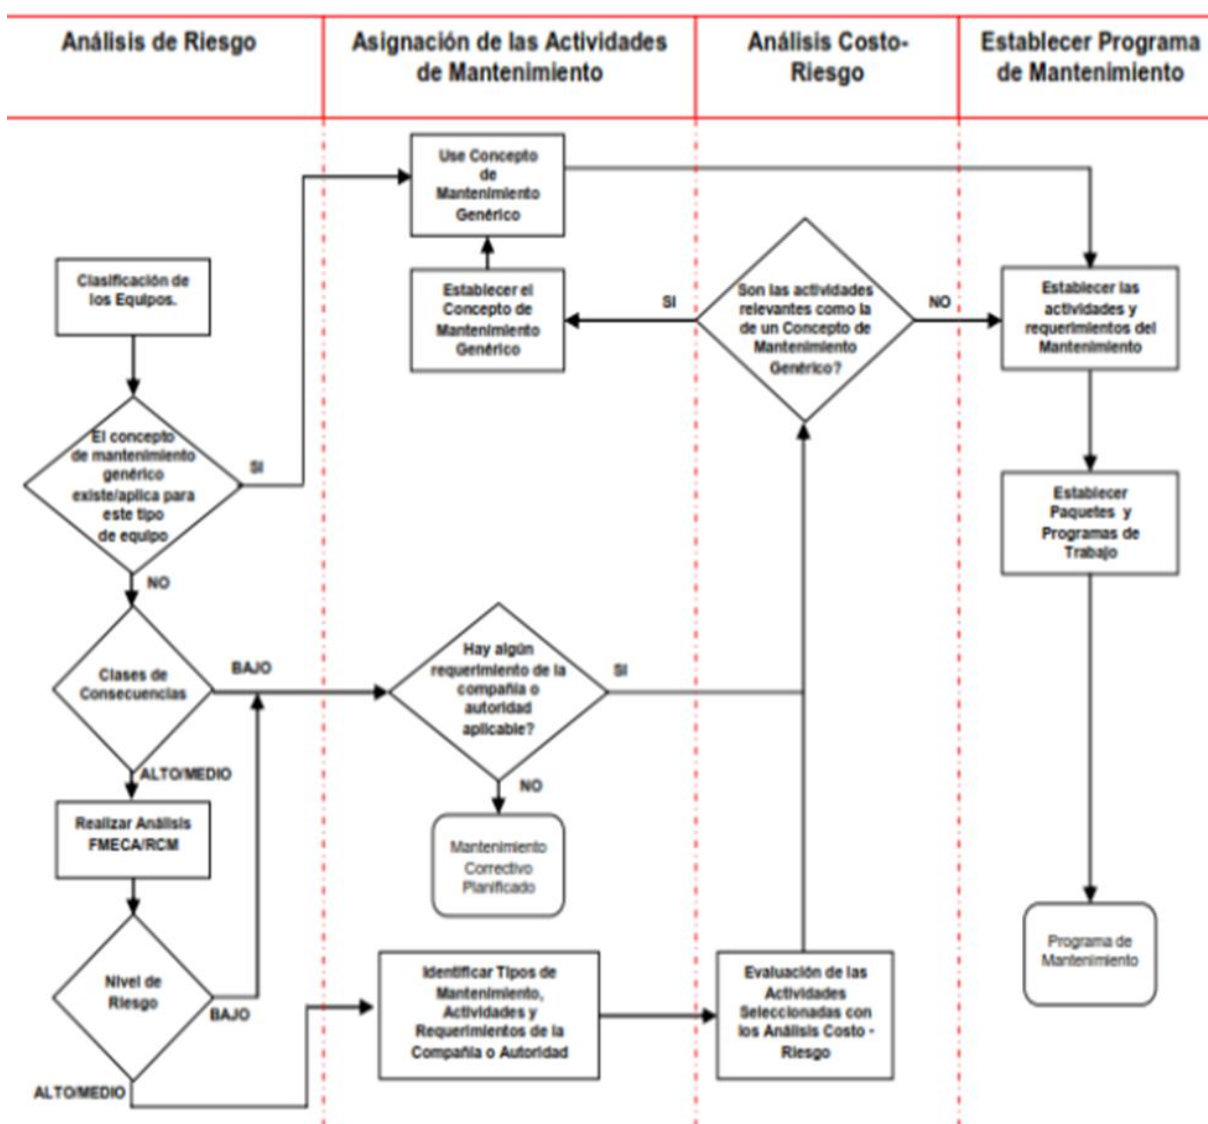 Análisis de Riesgo
Asignación de las Actividades
de Mantenimiento
Análisis Costo-
Riesgo
Establecer Programa
de Mantenimiento
Use Concepto
de
Mantenimiento
Genérico
Clasificación de
los Equipos.
Establecer el
Concepto de
Mantenimiento
Genérico
SI
Son las actividades
relevantes como la
de un Concepto de
Mantenimiento
Genérico?
NO
Establecer las
actividades y
requerimientos del
Mantenimiento
El concepto
de mantenimiento
genérico
existe/aplica para
este tipo
de equipo
SI
NO
Establecer
Paquetes y
Programas de
Trabajo
Clases de
Consecuencias
BAJO
ALTO/MEDIO
Hay algún
requerimiento de la
compañía o
autoridad
aplicable?
SI
NO
Realizar Análisis
FMECA/RCM
Mantenimiento
Correctivo
Planificado
Nivel de
Riesgo
BAJO
ALTO/MEDIO
Identificar Tipos de
Mantenimiento,
Actividades y
Requerimientos de la
Compañía o Autoridad
Evaluación de las
Actividades
Seleccionadas con
los Análisis Costo -
Riesgo
Programa de
Mantenimiento